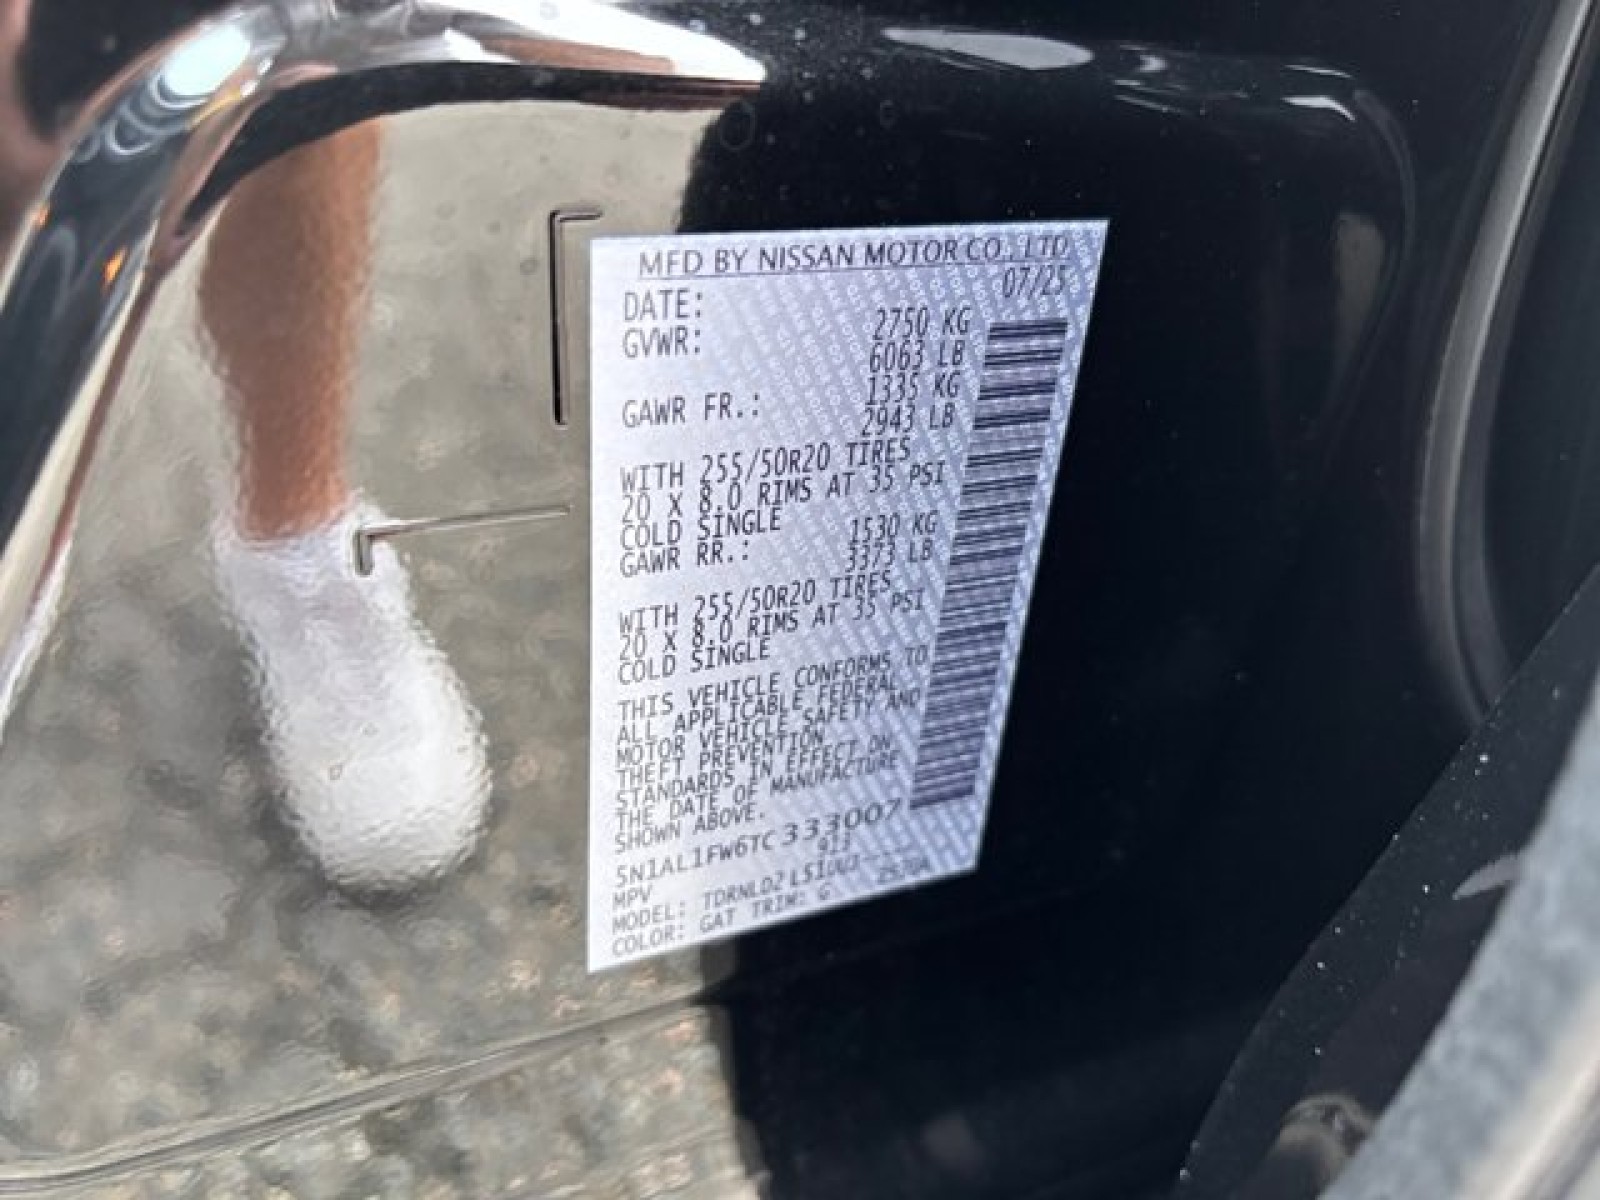 MFD BY NISSAN MOTOR CO., LTD
DATE: 07/25
GVWR: 2750 KG
6063 LB
GAWR FR.: 1335 KG
2943 LB
WITH 255/50R20 TIRES
20 X 8.0 RIMS AT 35 PSI
COLD SINGLE
GAWR RR.: 1530 KG
3373 LB
WITH 255/50R20 TIRES
20 X 8.0 RIMS AT 35 PSI
COLD SINGLE
THIS VEHICLE CONFORMS TO
ALL APPLICABLE FEDERAL
MOTOR VEHICLE SAFETY AND
THEFT PREVENTION
STANDARDS IN EFFECT ON
THE DATE OF MANUFACTURE
SHOWN ABOVE.
5N1AL1FW6TC333007
MPV 913
MODEL: TDRNLD2
COLOR: GAT TRIM: G